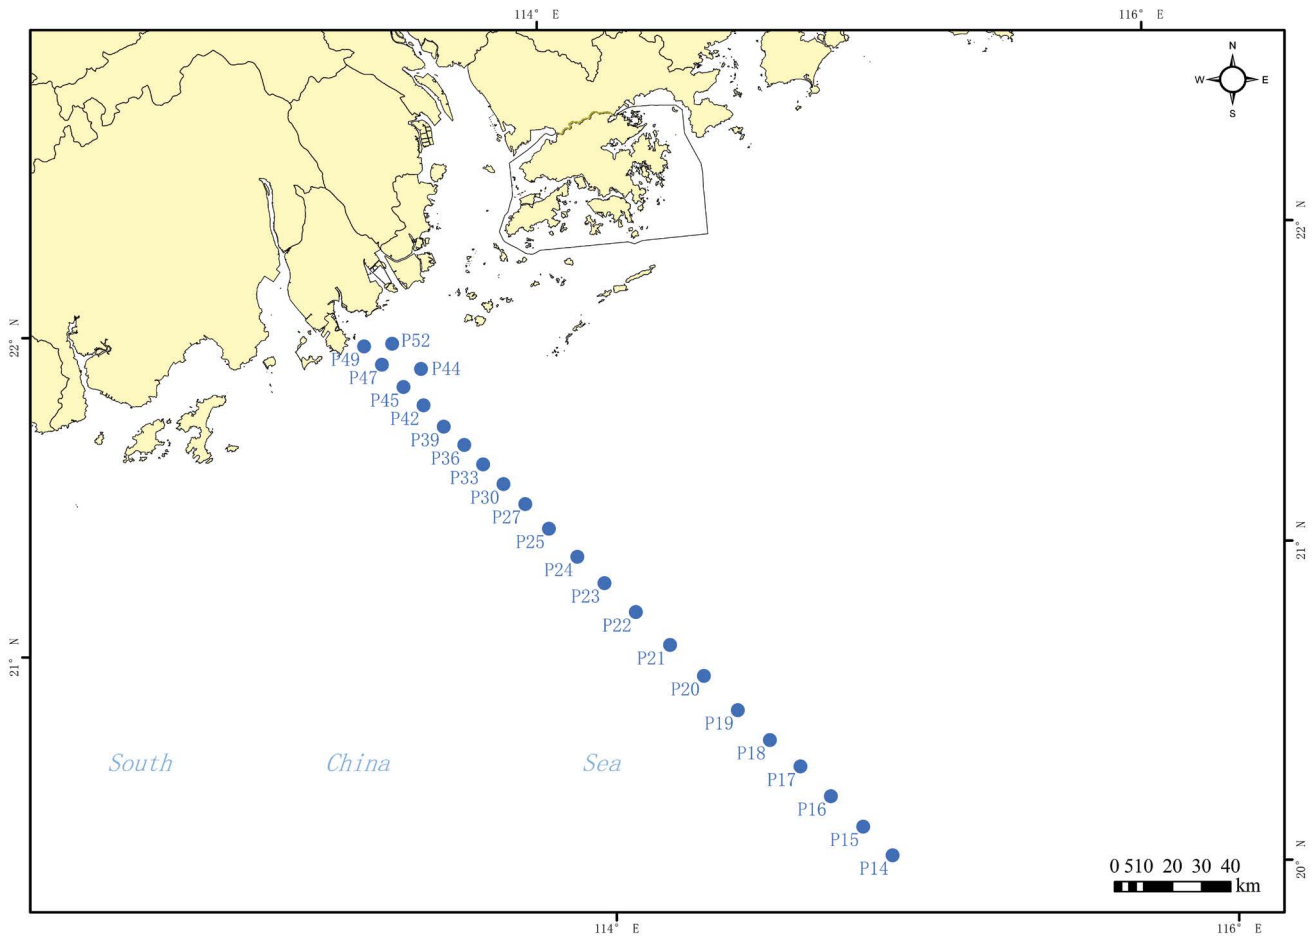 114° E
116° E
N
W
E
S
22° N
22° N
P52
P49
P44
P47
P45
P42
P39
P36
P33
P30
P27
P25
21° N
P24
P23
P22
21° N
P21
P20
P19
P18
South China Sea
P17
P16
P15
20° N
P14
0 510 20 30 40
km
114° E
116° E